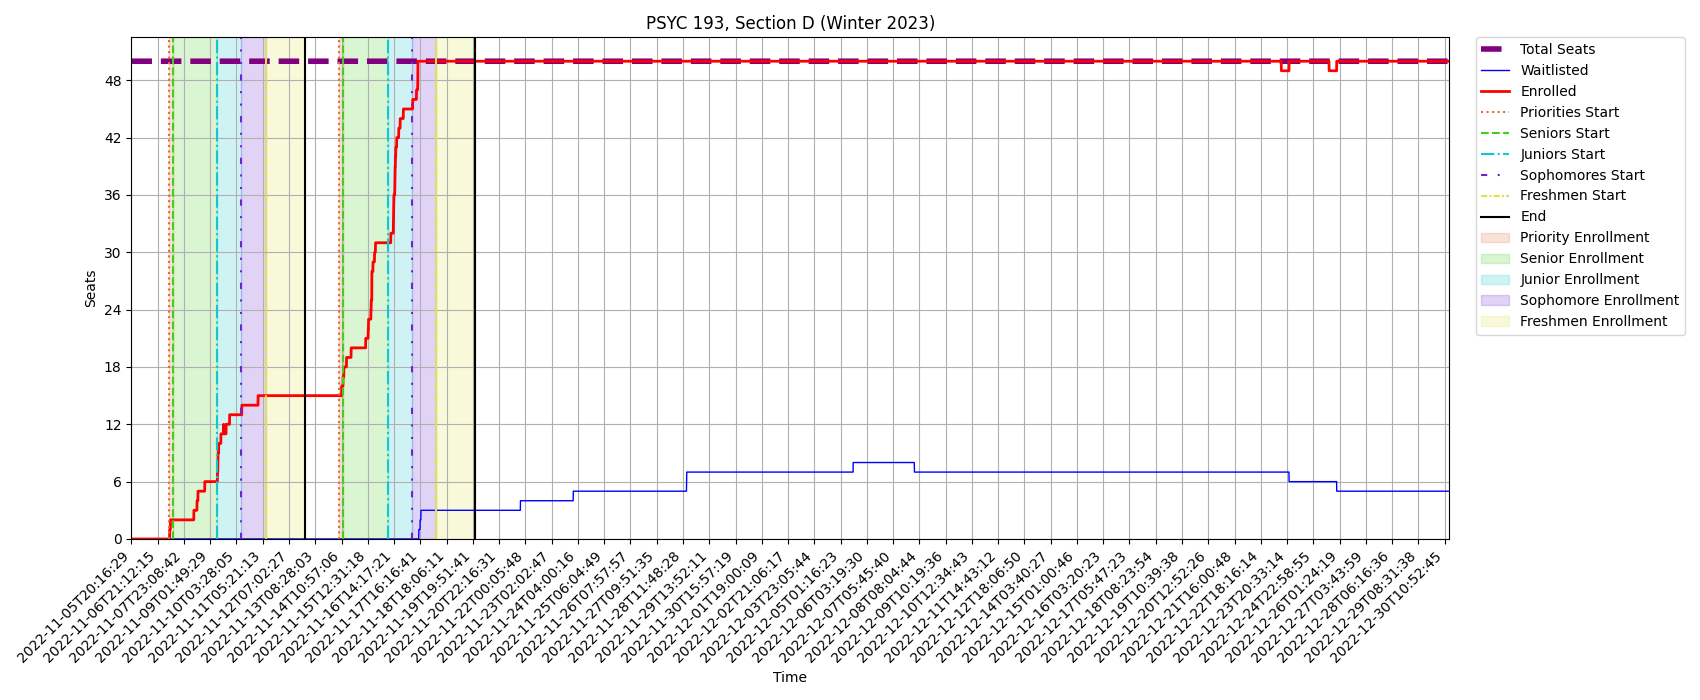 PSYC 193, Section D (Winter 2023)
Seats
48
42
36
30
24
18
12
6
0
2022-11-05T20:16:29
2022-11-06T21:12:15
2022-11-07T23:08:42
2022-11-09T01:49:29
2022-11-10T03:28:05
2022-11-11T05:21:13
2022-11-12T07:02:27
2022-11-13T08:28:03
2022-11-14T10:57:06
2022-11-15T12:31:18
2022-11-16T14:17:21
2022-11-17T16:16:41
2022-11-18T18:06:11
2022-11-19T19:51:47
2022-11-20T22:16:31
2022-11-22T00:05:48
2022-11-23T02:02:47
2022-11-24T04:00:16
2022-11-25T06:04:49
2022-11-26T07:57:57
2022-11-27T09:51:35
2022-11-28T11:48:28
2022-11-29T13:52:11
2022-11-30T15:57:19
2022-12-01T19:00:09
2022-12-02T21:06:17
2022-12-03T23:05:44
2022-12-05T01:16:23
2022-12-06T03:19:30
2022-12-07T05:45:40
2022-12-08T08:04:44
2022-12-09T10:19:36
2022-12-10T12:34:43
2022-12-11T14:43:12
2022-12-12T18:06:50
2022-12-14T03:40:27
2022-12-15T01:00:46
2022-12-16T03:20:23
2022-12-17T05:47:23
2022-12-18T08:23:54
2022-12-19T10:39:38
2022-12-20T12:52:26
2022-12-21T16:00:48
2022-12-22T18:16:14
2022-12-23T20:33:14
2022-12-24T22:58:55
2022-12-26T01:24:19
2022-12-27T03:43:59
2022-12-28T06:16:36
2022-12-29T08:31:38
2022-12-30T10:52:45
Time
Total Seats
Waitlisted
Enrolled
Priorities Start
Seniors Start
Juniors Start
Sophomores Start
Freshmen Start
End
Priority Enrollment
Senior Enrollment
Junior Enrollment
Sophomore Enrollment
Freshmen Enrollment